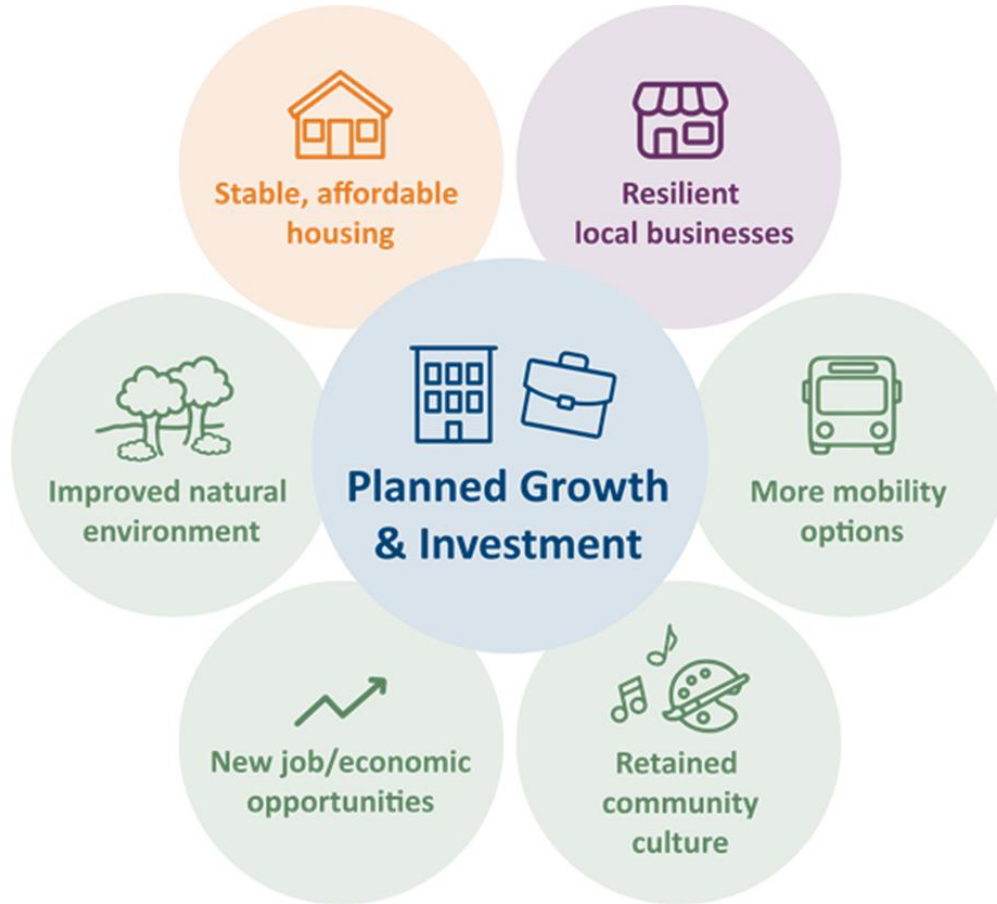 Stable, affordable
housing
Resilient
local businesses
Improved natural
environment
Planned Growth
& Investment
More mobility
options
New job/economic
opportunities
Retained
community
culture